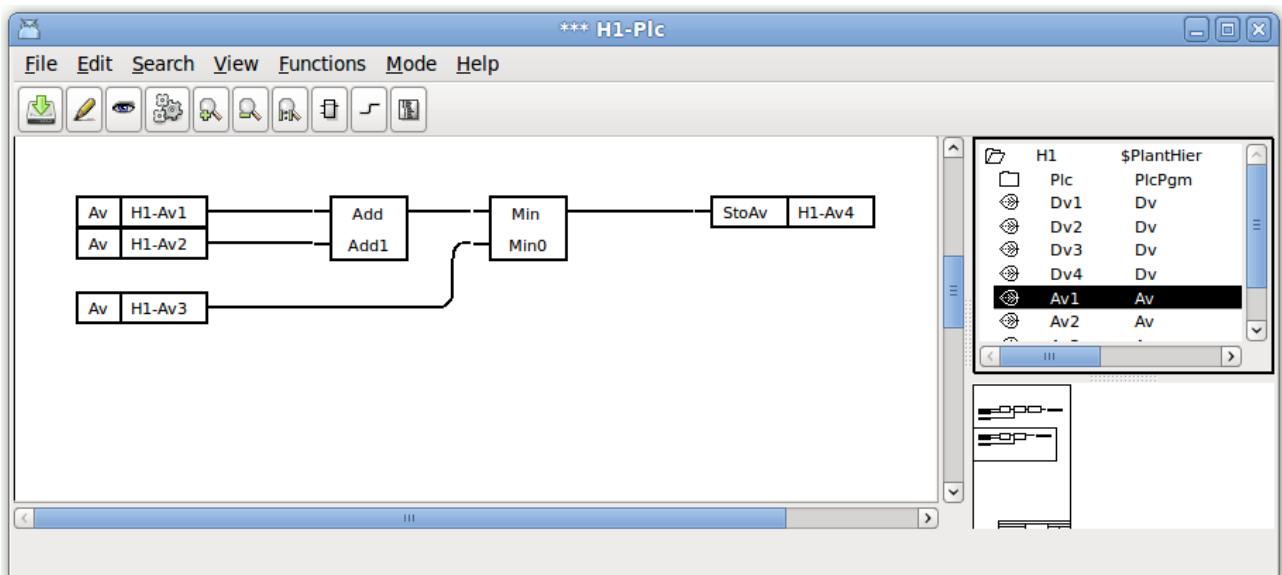 *** H1-Plc
File Edit Search View Functions Mode Help
H1 $PlantHier
Plc PlcPgm
Dv1 Dv
Dv2 Dv
Dv3 Dv
Dv4 Dv
Av1 Av
Av2 Av
Av H1-Av1 Add Min StoAv H1-Av4
Av H1-Av2 Add1 Min0
Av H1-Av3